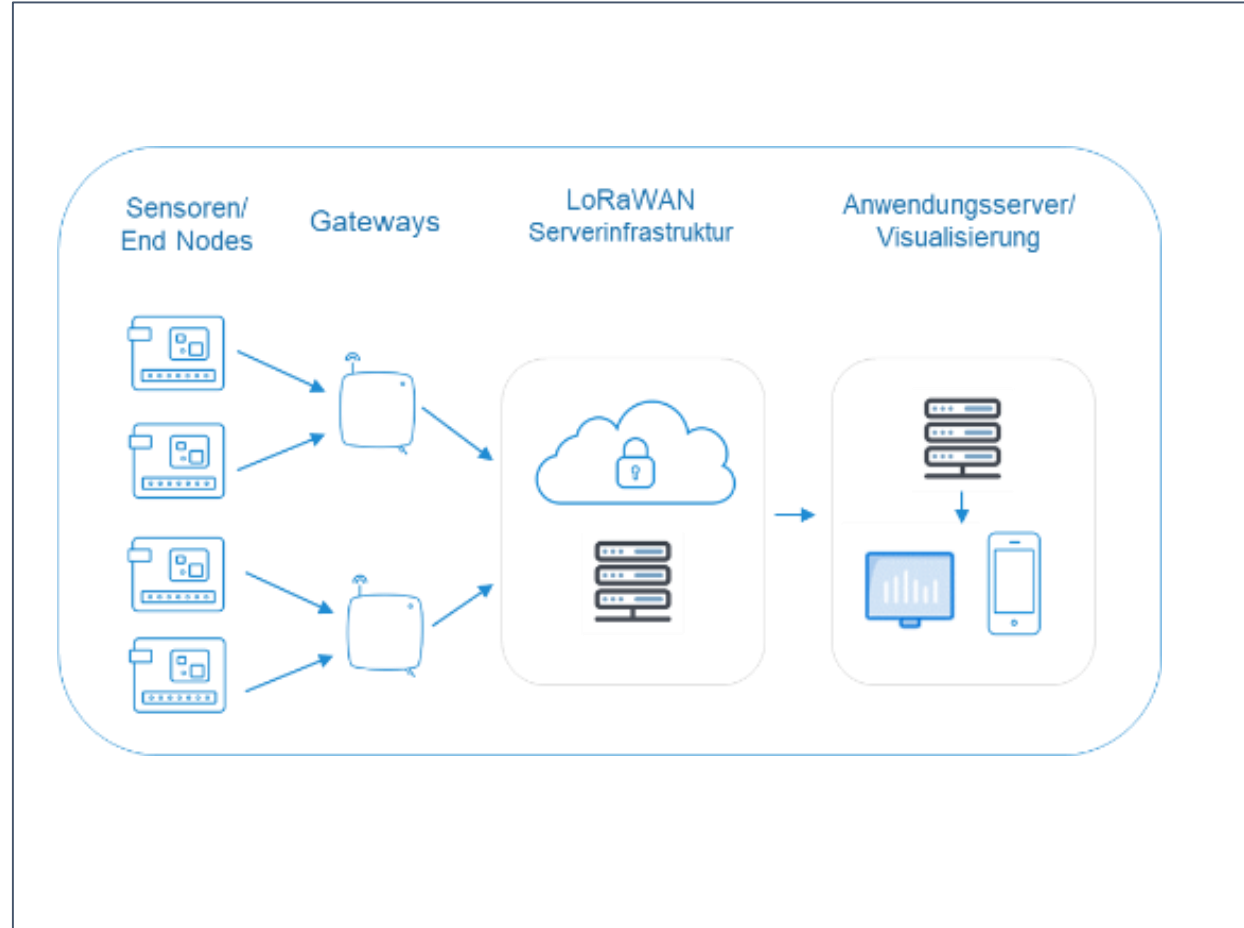 Sensoren/
End Nodes
Gateways
LoRaWAN
Serverinfrastruktur
Anwendungsserver/
Visualisierung